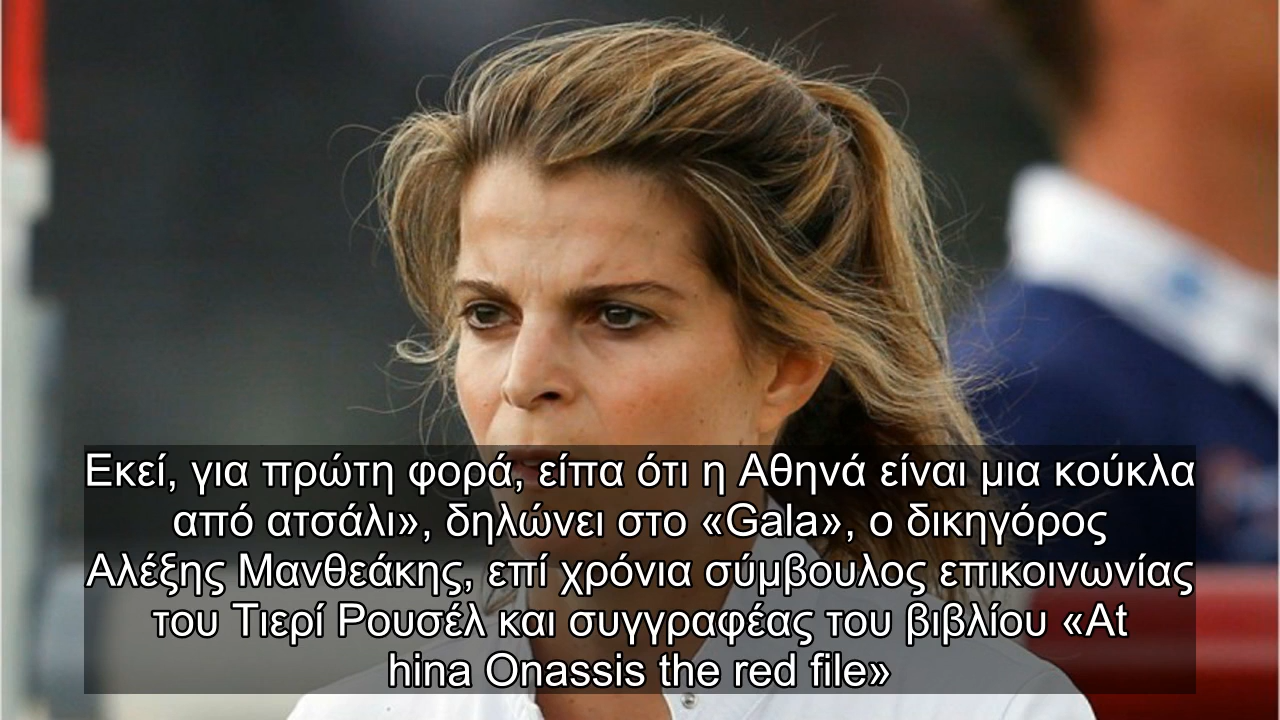 Εκεί, για πρώτη φορά, είπα ότι η Αθηνά είναι μια κούκλα
από ατσάλι», δηλώνει στο «Gala», ο δικηγόρος
Αλέξης Μανθεάκης, επί χρόνια σύμβουλος επικοινωνίας
του Τιερί Ρουσέλ και συγγραφέας του βιβλίου «At
hina Onassis the red file»